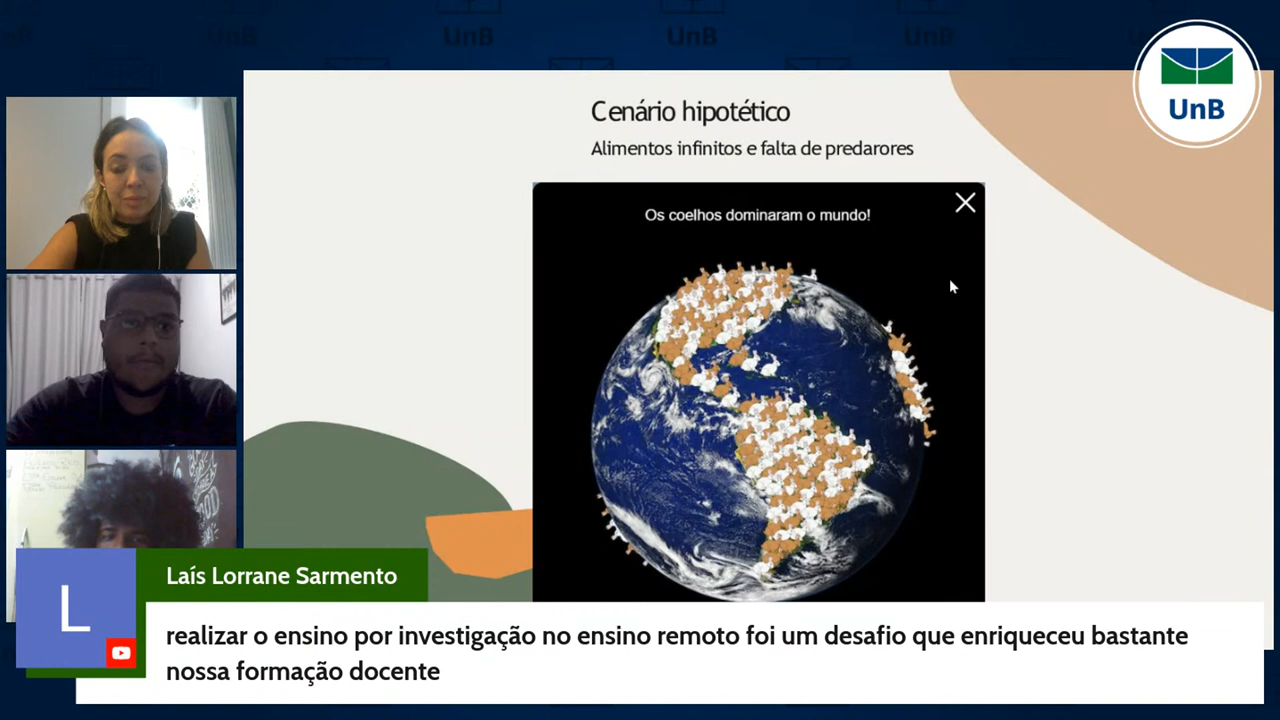 UnB
Cenário hipotético
Alimentos infinitos e falta de predarores
Os coelhos dominaram o mundo!
L
Laís Lorrane Sarmento
realizar o ensino por investigação no ensino remoto foi um desafio que enriqueceu bastante
nossa formação docente